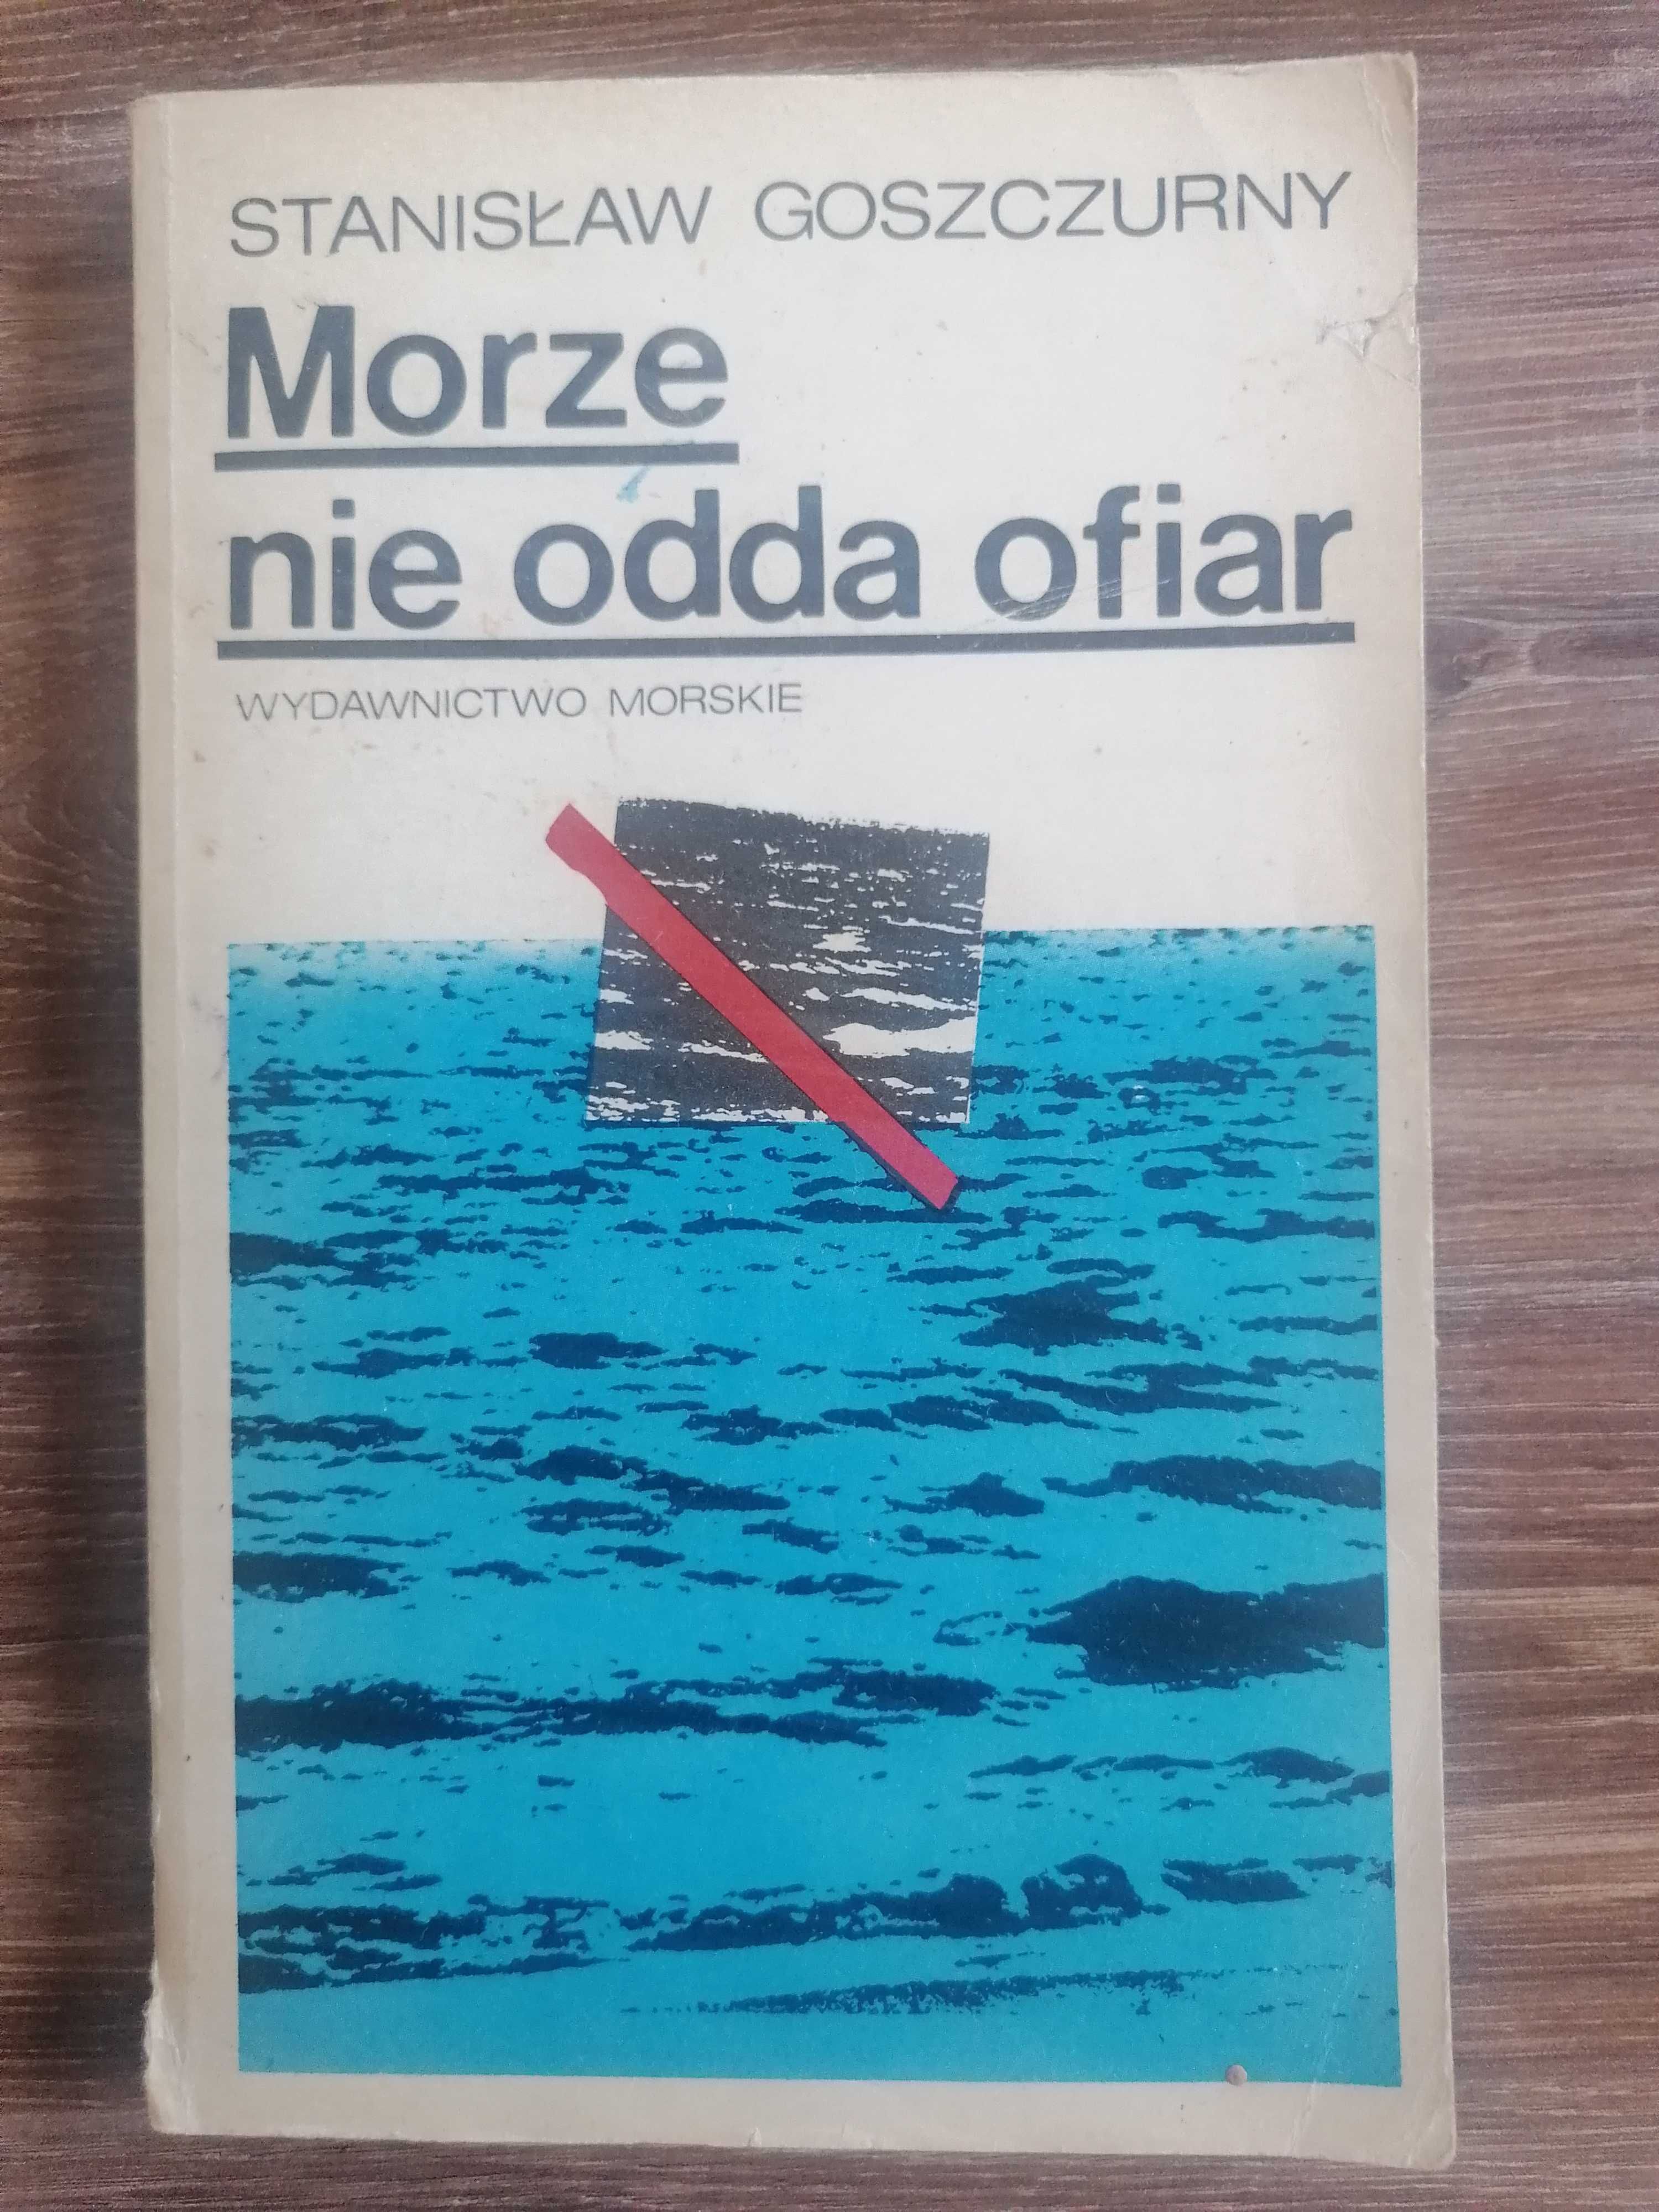 STANISŁAW GOSZCZURNY
Morze
nie odda ofiar
WYDAWNICTWO MORSKIE